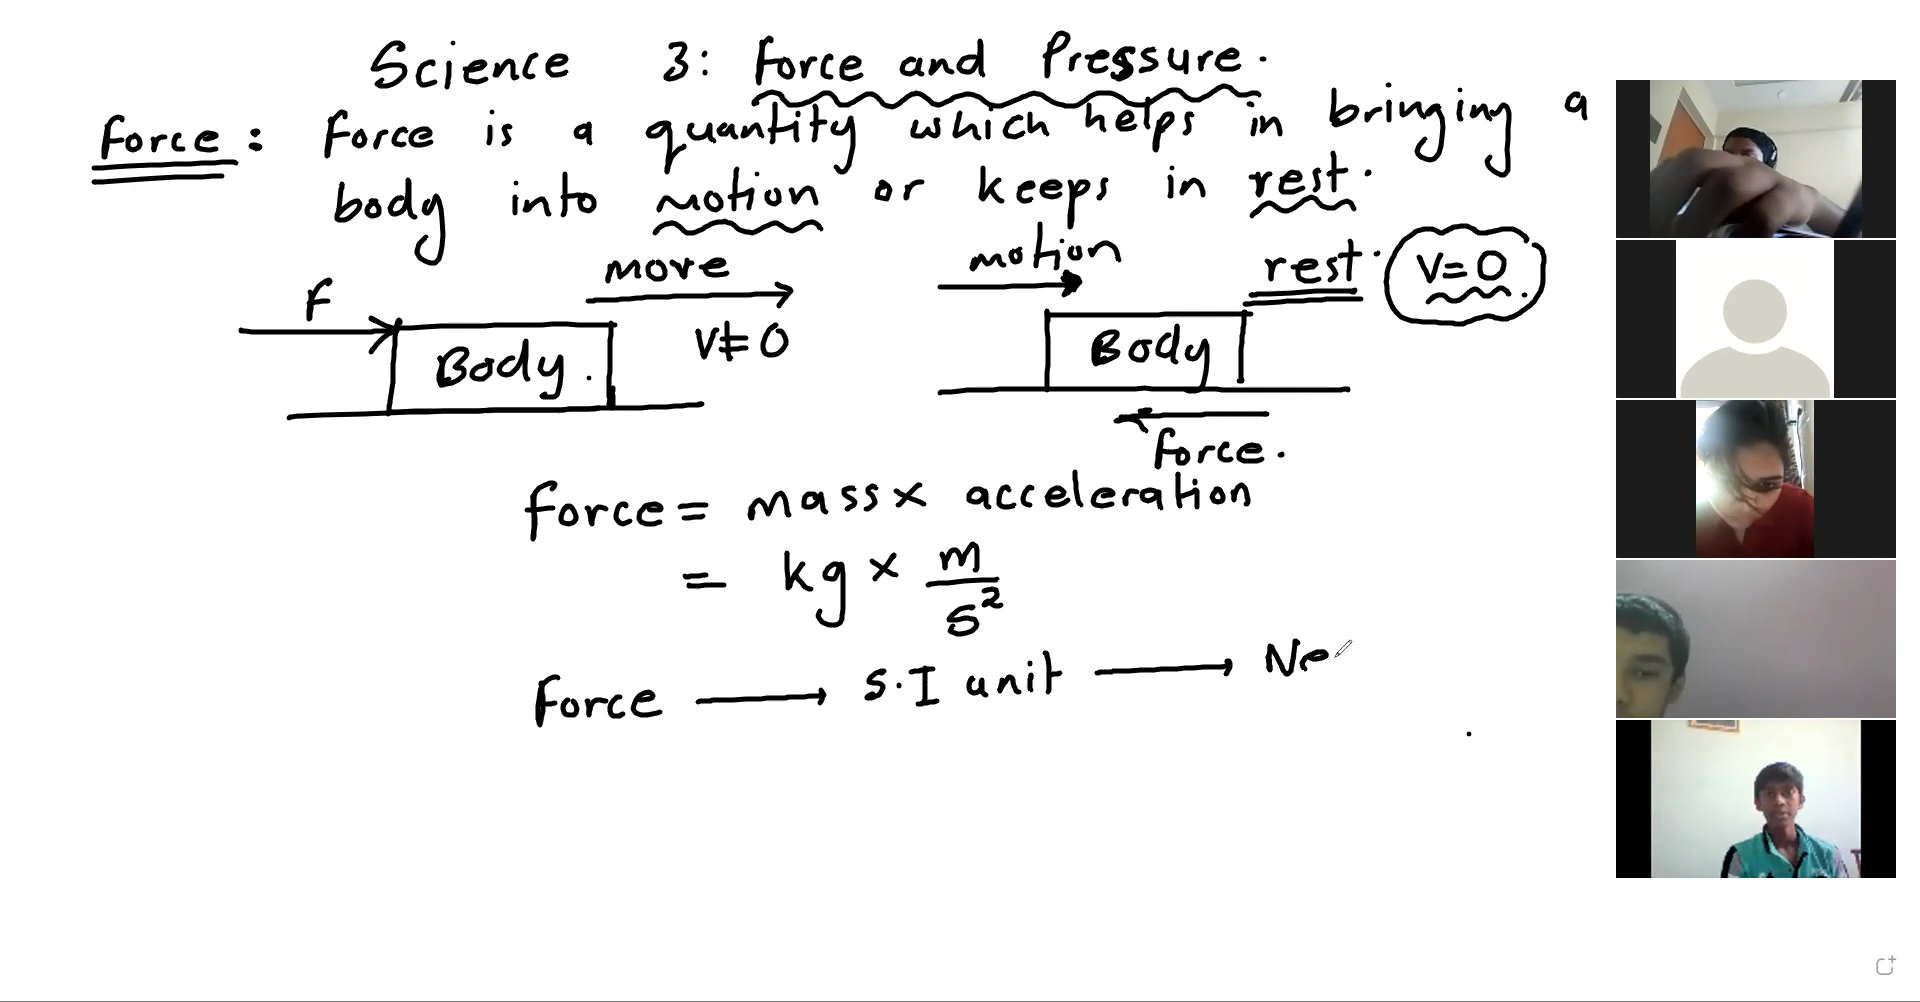 Science 3: Force and Pressure.
Force: Force is a quantity which helps in bringing a
body into motion or keeps in rest.
F
move
Body.
V≠0
motion
rest.
V=0.
Body
force.
force = mass x acceleration
= kg x m/s²
Force → S.I unit → Ne